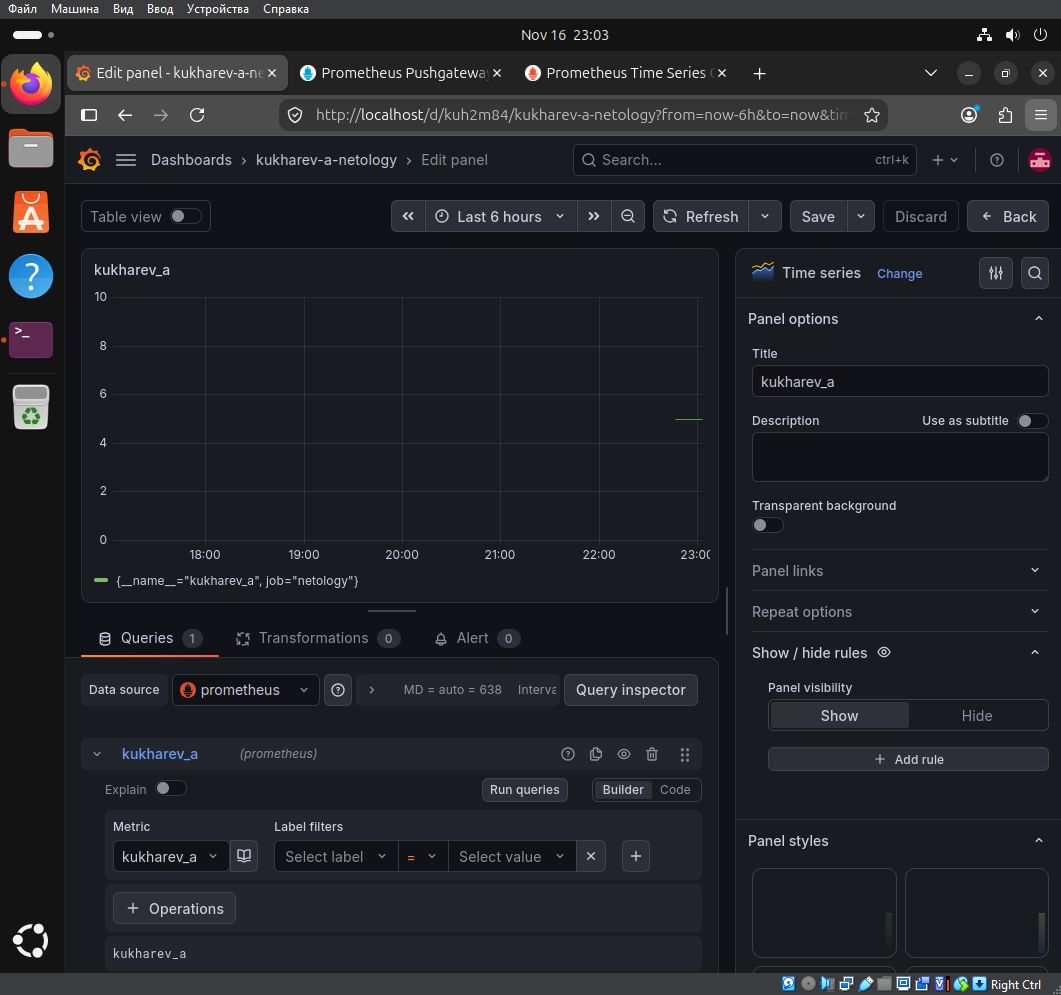 Файл Машина Вид Ввод Устройства Справка
Nov 16 23:03
Edit panel - kukharev-a-ne
Prometheus Pushgateway
Prometheus Time Series C
http://localhost/d/kuh2m84/kukharev-a-netology?from=now-6h&to=now&tim
Dashboards › kukharev-a-netology › Edit panel
Search... ctrl+k
Table view
Last 6 hours
Refresh
Save
Discard
Back
kukharev_a
10
8
6
4
2
0
18:00 19:00 20:00 21:00 22:00 23:00
{__name__="kukharev_a", job="netology"}
Queries 1
Transformations 0
Alert 0
Data source
prometheus
MD = auto = 638 Interva
Query inspector
kukharev_a (prometheus)
Explain
Run queries
Builder Code
Metric
Label filters
kukharev_a
Select label
=
Select value
+ Operations
kukharev_a
Time series Change
Panel options
Title
kukharev_a
Description
Use as subtitle
Transparent background
Panel links
Repeat options
Show / hide rules
Panel visibility
Show Hide
+ Add rule
Panel styles
Right Ctrl